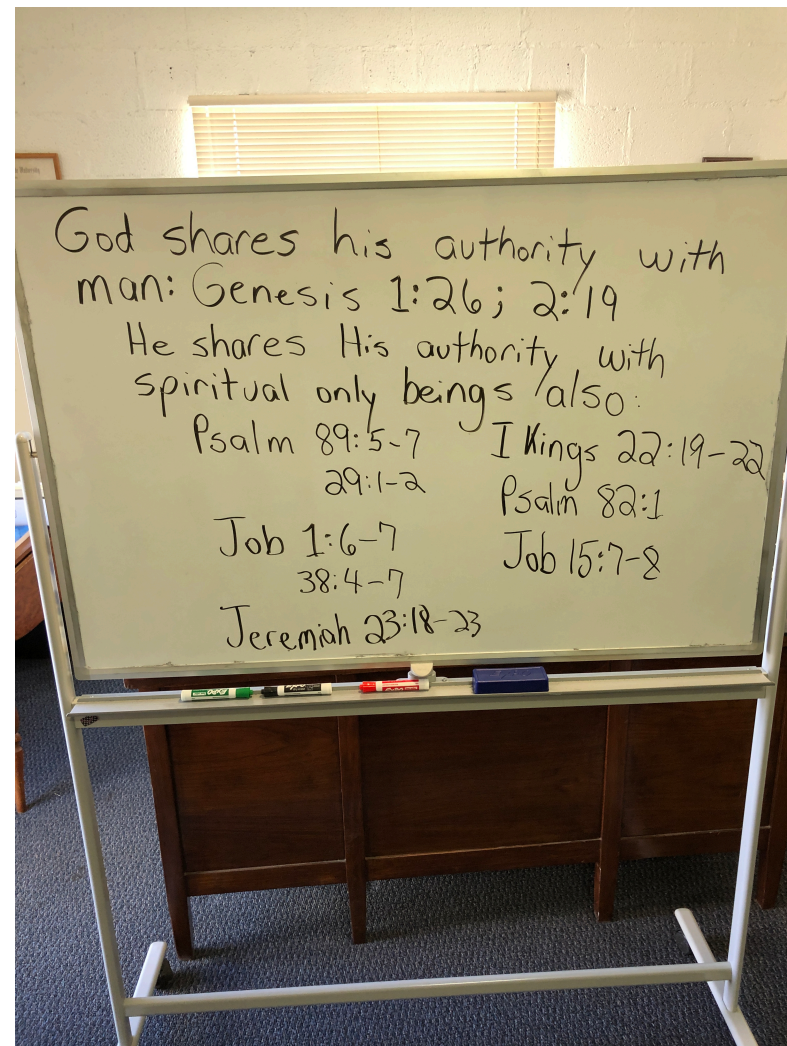 God shares his authority with
man: Genesis 1:26; 2:19
He shares His authority with
spiritual only beings also:
Psalm 89:5-7
29:1-2
Job 1:6-7
38:4-7
Jeremiah 23:18-23
I Kings 22:19-22
Psalm 82:1
Job 15:7-8
EXPO